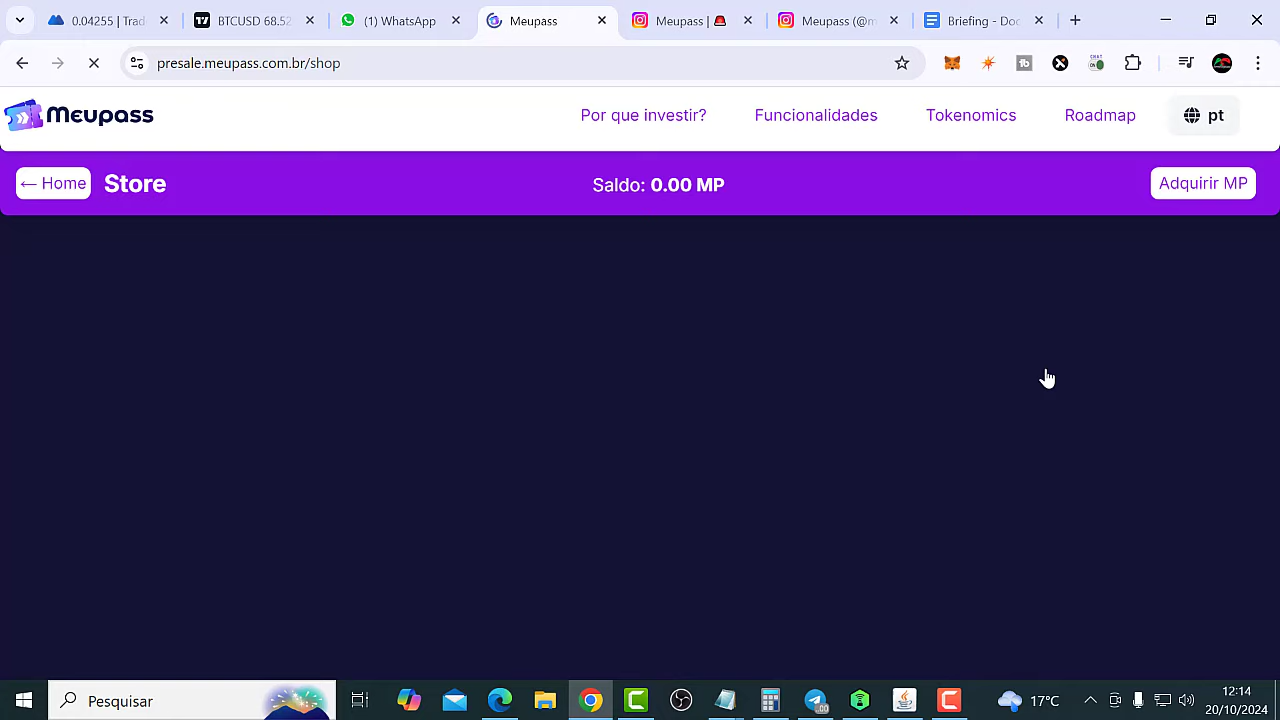 0.04255 | Trad
BTCUSD 68.52
(1) WhatsApp
Meupass
Meupass | 🚨
Meupass (@m
Briefing - Doc
presale.meupass.com.br/shop
CHAT
ON
Meupass
Por que investir?
Funcionalidades
Tokenomics
Roadmap
pt
← Home
Store
Saldo: 0.00 MP
Adquirir MP
Pesquisar
17°C
12:14
20/10/2024